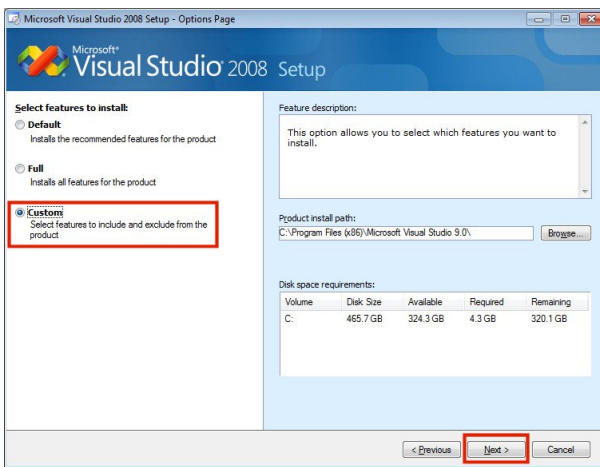 Microsoft Visual Studio 2008 Setup - Options Page
Microsoft®
Visual Studio® 2008 Setup
Select features to install:
Default
Installs the recommended features for the product
Full
Installs all features for the product
Custom
Select features to include and exclude from the
product
Feature description:
This option allows you to select which features you want to
install.
Product install path:
C:\Program Files (x86)\Microsoft Visual Studio 9.0\
Browse...
Disk space requirements:
Volume Disk Size Available Required Remaining
C: 465.7 GB 324.3 GB 4.3 GB 320.1 GB
< Previous Next > Cancel